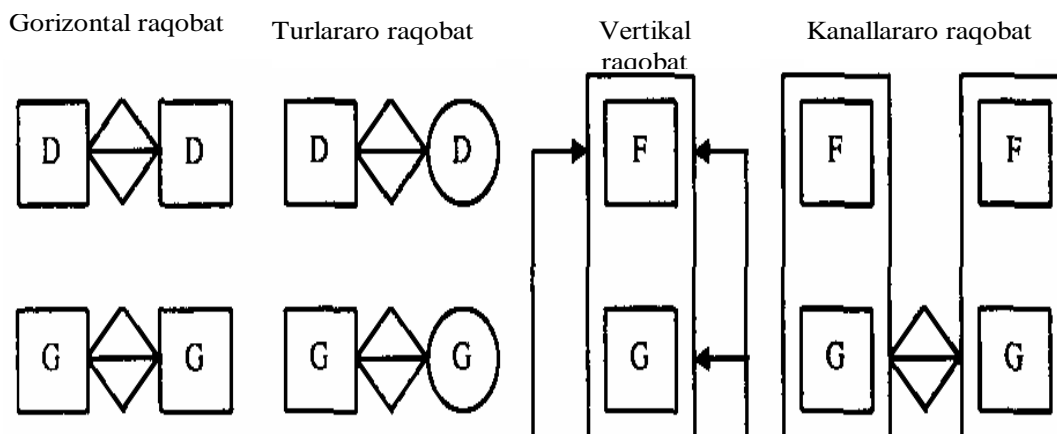 Gorizontal raqobat
Turlararo raqobat
Vertikal
raqobat
Kanallararo raqobat
D D D D F F F
G G G G G G G